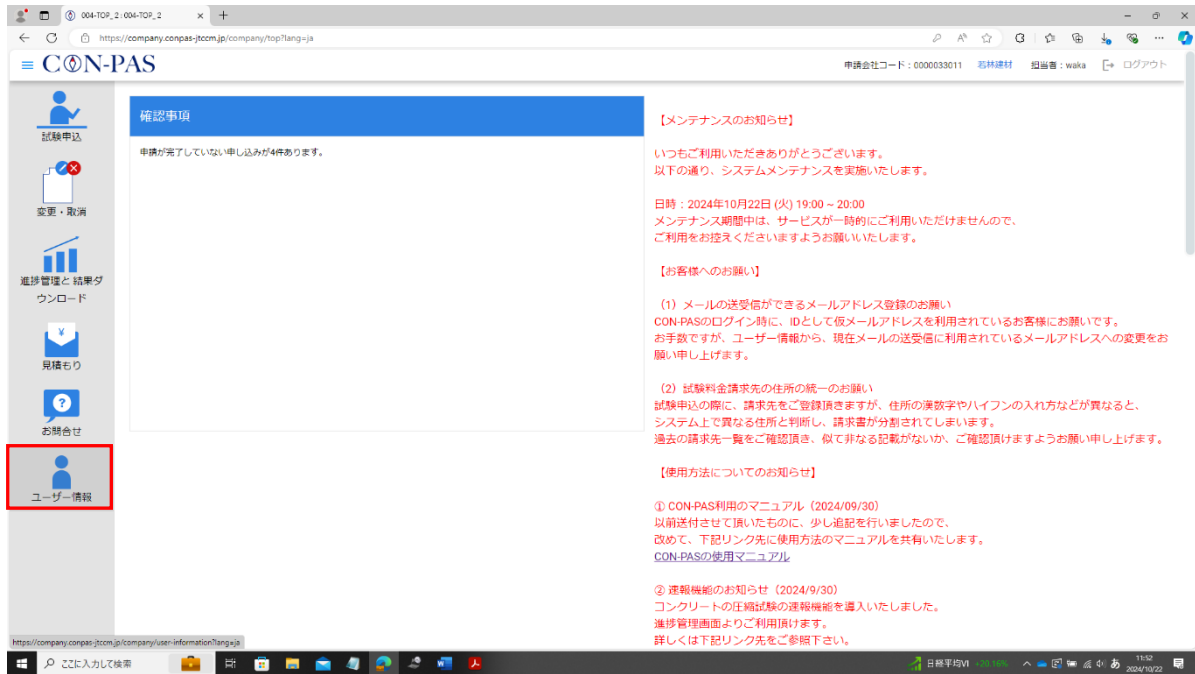 004-TOP_2 : 004-TOP_2
https://company.conpas-jtccm.jp/company/top?lang=ja
CON-PAS
申請会社コード : 0000033011 若林建材 担当者 : waka ログアウト
試験申込
変更・取消
進捗管理と 結果ダ
ウンロード
見積もり
お問合せ
ユーザー情報
確認事項
申請が完了していない申し込みが4件あります。
【メンテナンスのお知らせ】
いつもご利用いただきありがとうございます。
以下の通り、システムメンテナンスを実施いたします。
日時：2024年10月22日 (火) 19:00 ~ 20:00
メンテナンス期間中は、サービスが一時的にご利用いただけませんので、
ご利用をお控えくださいますようお願いいたします。
【お客様へのお願い】
（1）メールの送受信ができるメールアドレス登録のお願い
CON-PASのログイン時に、IDとして仮メールアドレスを利用されているお客様にお願いです。
お手数ですが、ユーザー情報から、現在メールの送受信に利用されているメールアドレスへの変更をお
願い申し上げます。
（2）試験料金請求先の住所の統一のお願い
試験申込の際に、請求先をご登録頂きますが、住所の漢数字やハイフンの入れ方などが異なると、
システム上で異なる住所と判断し、請求書が分割されてしまいます。
過去の請求先一覧をご確認頂き、似て非なる記載がないか、ご確認頂けますようお願い申し上げます。
【使用方法についてのお知らせ】
① CON-PAS利用のマニュアル（2024/09/30）
以前送付させて頂いたものに、少し追記を行いましたので、
改めて、下記リンク先に使用方法のマニュアルを共有いたします。
CON-PASの使用マニュアル
② 速報機能のお知らせ（2024/9/30）
コンクリートの圧縮試験の速報機能を導入いたしました。
進捗管理画面よりご利用頂けます。
詳しくは下記リンク先をご参照下さい。
https://company.conpas-jtccm.jp/company/user-information?lang=ja
ここに入力して検索
日経平均VI +20.16%
あ
11:52
2024/10/22